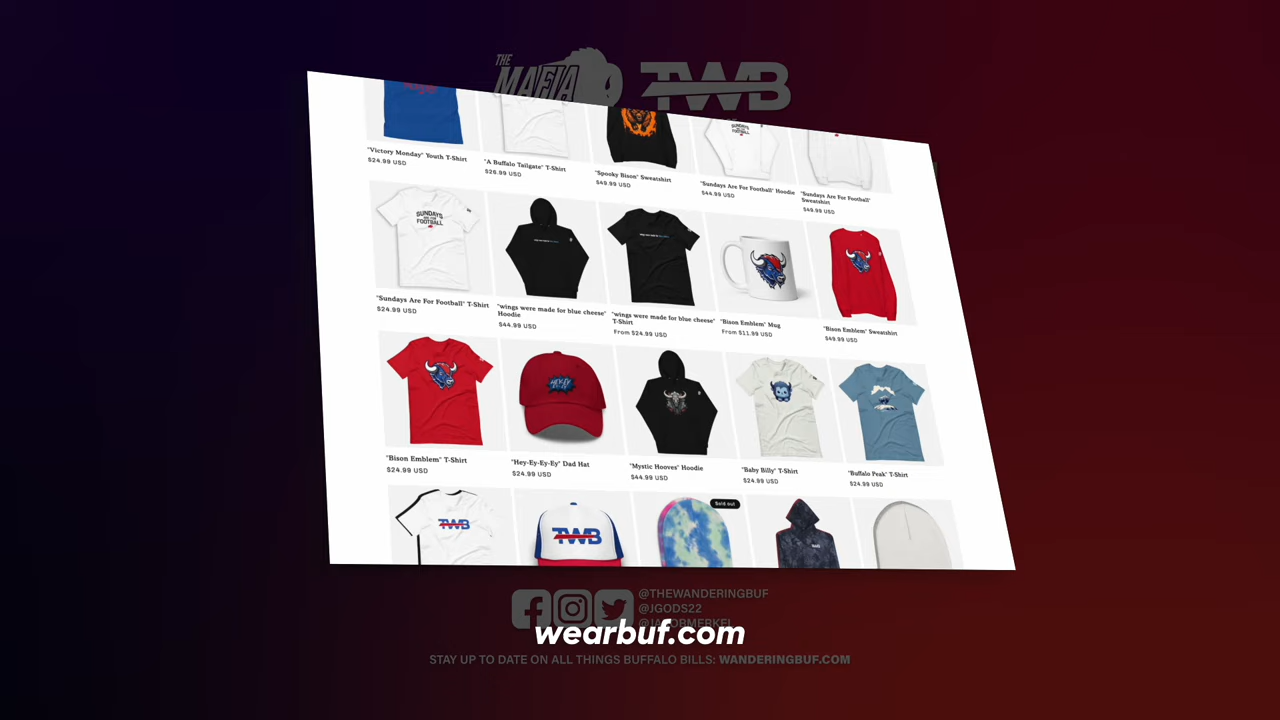 THE
MAFIA
TWB
"Victory Monday" Youth T-Shirt
$24.99 USD
"A Buffalo Tailgate" T-Shirt
$26.99 USD
"Spooky Bison" Sweatshirt
$49.99 USD
"Sundays Are For Football" Hoodie
$44.99 USD
"Sundays Are For Football"
Sweatshirt
$49.99 USD
SUNDAYS
ARE FOR
FOOTBALL
"Sundays Are For Football" T-Shirt
$24.99 USD
"wings were made for blue cheese"
Hoodie
$44.99 USD
"wings were made for blue cheese"
T-Shirt
From $24.99 USD
"Bison Emblem" Mug
From $11.99 USD
"Bison Emblem" Sweatshirt
$49.99 USD
"Bison Emblem" T-Shirt
$24.99 USD
"Hey-Ey-Ey-Ey" Dad Hat
$24.99 USD
"Mystic Hooves" Hoodie
$44.99 USD
"Baby Billy" T-Shirt
$24.99 USD
"Buffalo Peak" T-Shirt
$24.99 USD
TWB
TWB
Sold out
@THEWANDERINGBUF
@JGODS22
wearbuf.com
STAY UP TO DATE ON ALL THINGS BUFFALO BILLS: WANDERINGBUF.COM